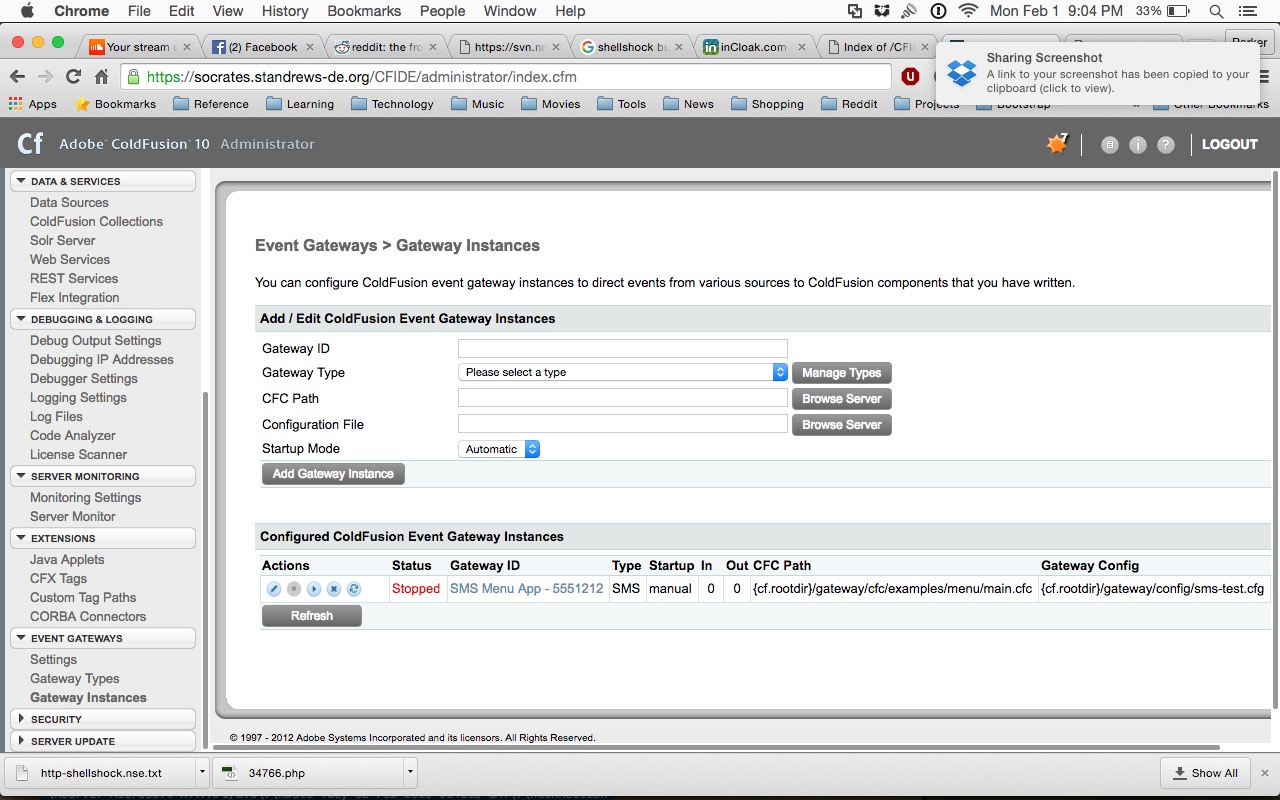 Chrome File Edit View History Bookmarks People Window Help Mon Feb 1 9:04 PM 33%
Your stream (2) Facebook reddit: the fro https://svn.nm shellshock bu inCloak.com Index of /CFI Parker
https://socrates.standrews-de.org/CFIDE/administrator/index.cfm
Sharing Screenshot
A link to your screenshot has been copied to your
clipboard (click to view).
Apps Bookmarks Reference Learning Technology Music Movies Tools News Shopping Reddit Projects Bootstrap » Other Bookmarks
Cf Adobe ColdFusion 10 Administrator 7 i ? LOGOUT
DATA & SERVICES
Data Sources
ColdFusion Collections
Solr Server
Web Services
REST Services
Flex Integration
DEBUGGING & LOGGING
Debug Output Settings
Debugging IP Addresses
Debugger Settings
Logging Settings
Log Files
Code Analyzer
License Scanner
SERVER MONITORING
Monitoring Settings
Server Monitor
EXTENSIONS
Java Applets
CFX Tags
Custom Tag Paths
CORBA Connectors
EVENT GATEWAYS
Settings
Gateway Types
Gateway Instances
SECURITY
SERVER UPDATE
Event Gateways > Gateway Instances
You can configure ColdFusion event gateway instances to direct events from various sources to ColdFusion components that you have written.
Add / Edit ColdFusion Event Gateway Instances
Gateway ID
Gateway Type Please select a type Manage Types
CFC Path Browse Server
Configuration File Browse Server
Startup Mode Automatic
Add Gateway Instance
Configured ColdFusion Event Gateway Instances
Actions Status Gateway ID Type Startup In Out CFC Path Gateway Config
Stopped SMS Menu App - 5551212 SMS manual 0 0 {cf.rootdir}/gateway/cfc/examples/menu/main.cfc {cf.rootdir}/gateway/config/sms-test.cfg
Refresh
© 1997 - 2012 Adobe Systems Incorporated and its licensors. All Rights Reserved.
http-shellshock.nse.txt 34766.php Show All